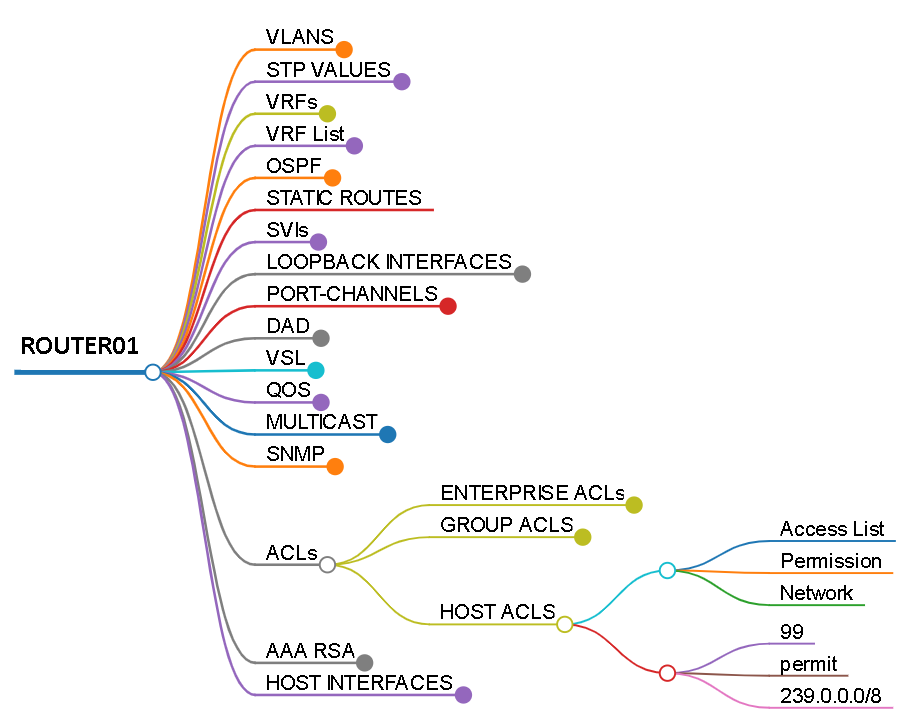 VLANS
STP VALUES
VRFs
VRF List
OSPF
STATIC ROUTES
SVIs
LOOPBACK INTERFACES
PORT-CHANNELS
DAD
ROUTER01
VSL
QOS
MULTICAST
SNMP
ACLs
ENTERPRISE ACLs
GROUP ACLS
HOST ACLS
Access List
Permission
Network
99
permit
239.0.0.0/8
AAA RSA
HOST INTERFACES